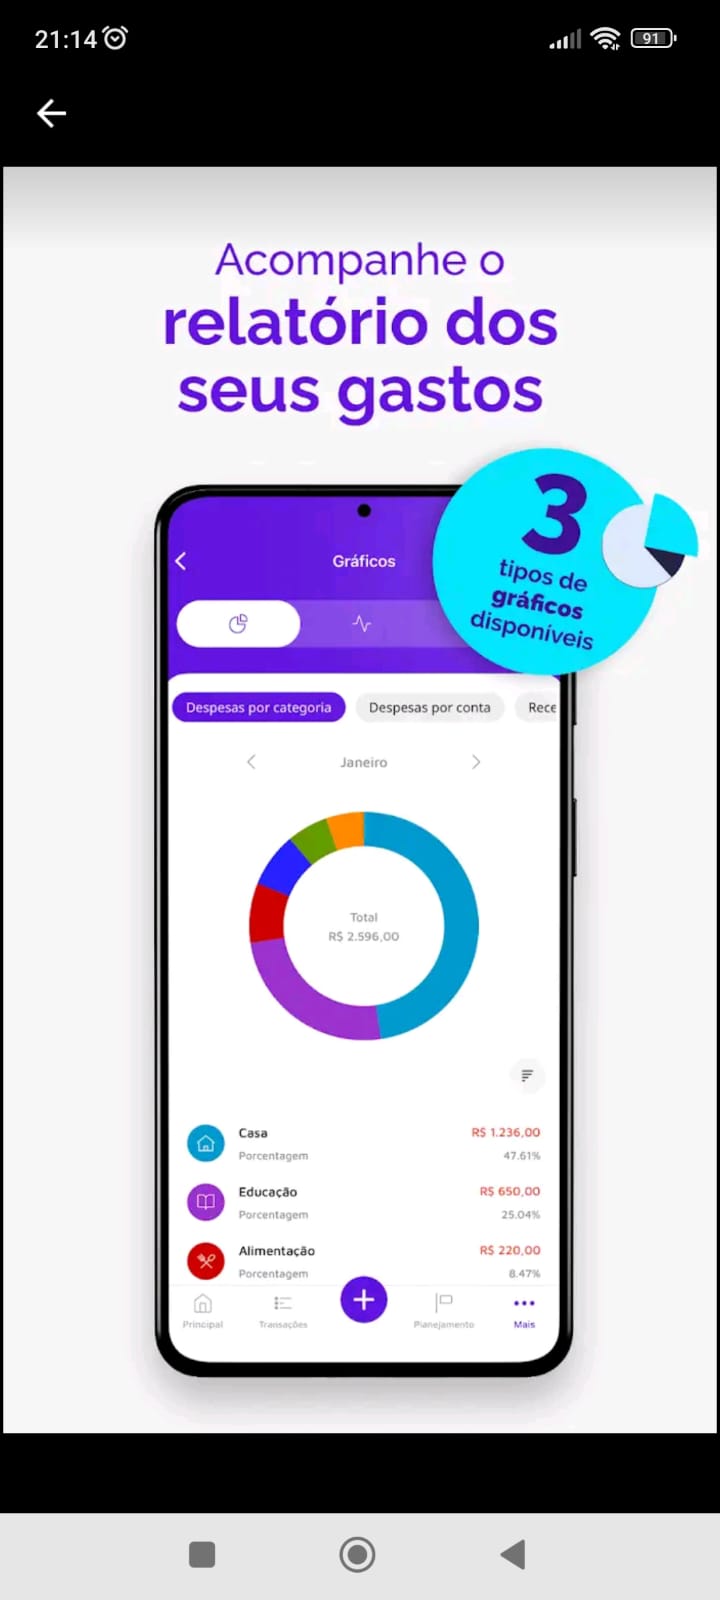 21:14
91
Acompanhe o
relatório dos
seus gastos
3
tipos de
gráficos
disponíveis
Gráficos
Despesas por categoria
Despesas por conta
Rece
Janeiro
Total
R$ 2.596,00
Casa
R$ 1.236,00
Porcentagem
47.61%
Educação
R$ 650,00
Porcentagem
25.04%
Alimentação
R$ 220,00
Porcentagem
8.47%
Principal
Transações
Planejamento
Mais